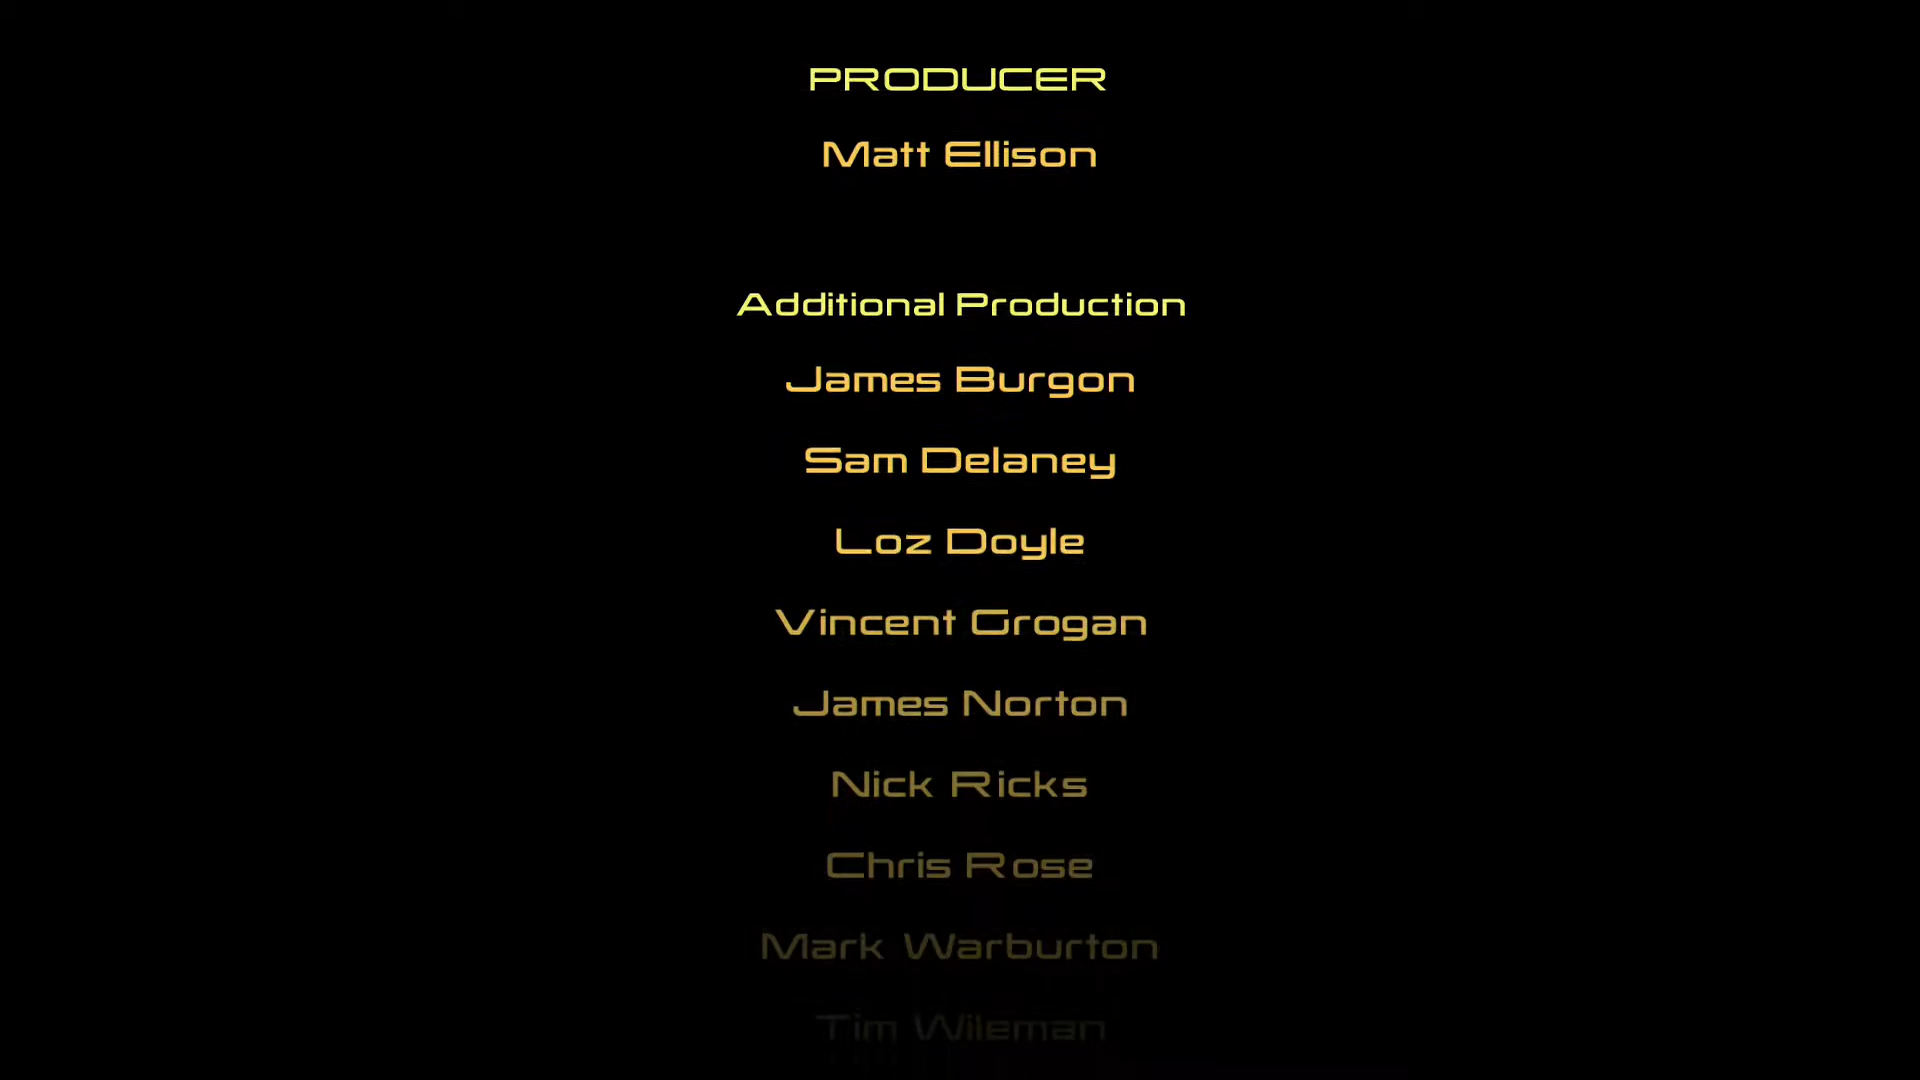 PRODUCER
Matt Ellison
Additional Production
James Burgon
Sam Delaney
Loz Doyle
Vincent Grogan
James Norton
Nick Ricks
Chris Rose
Mark Warburton
Tim Wileman